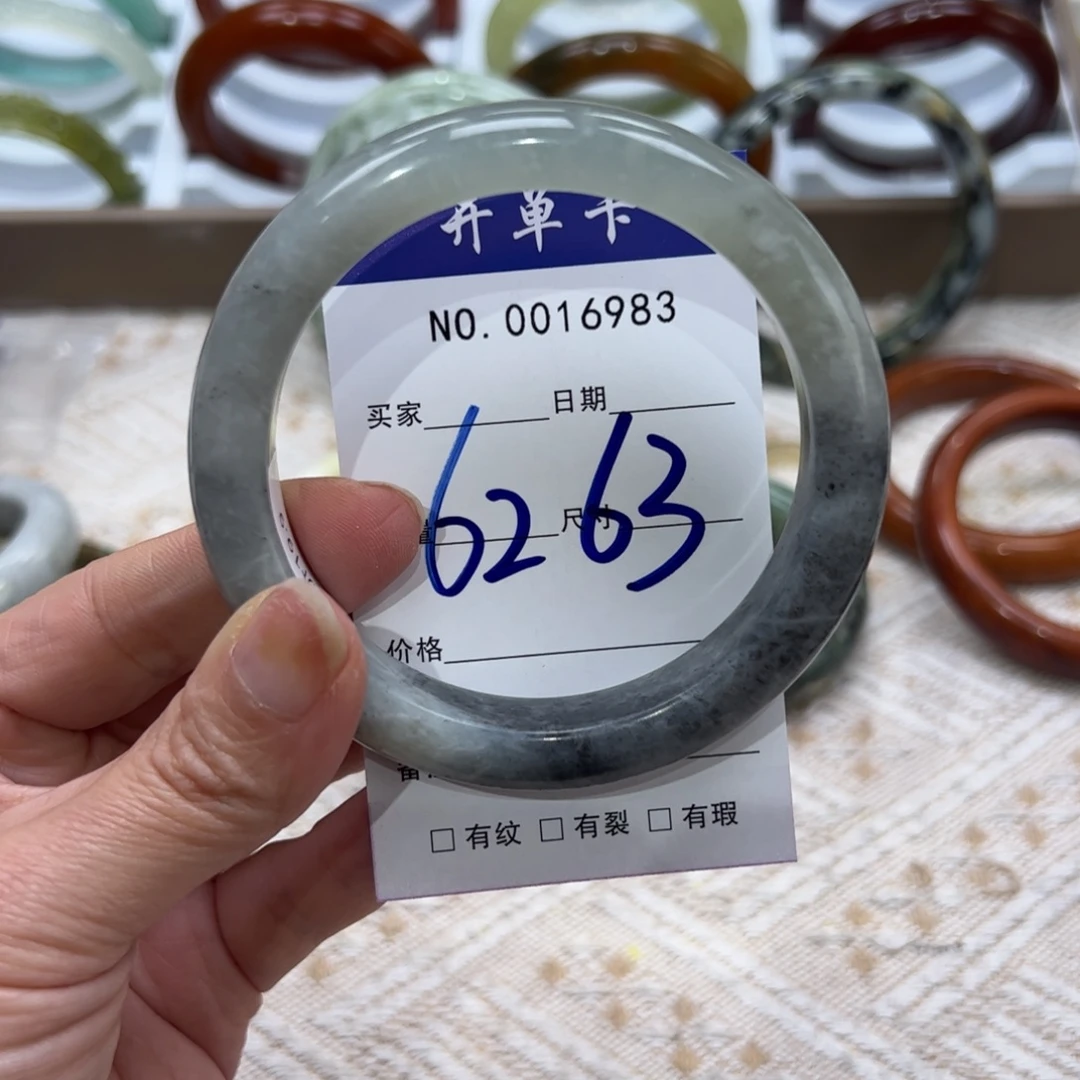 开单卡
NO.0016983
买家 日期
62 63
尺寸
价格
备
□有纹 □有裂 □有瑕